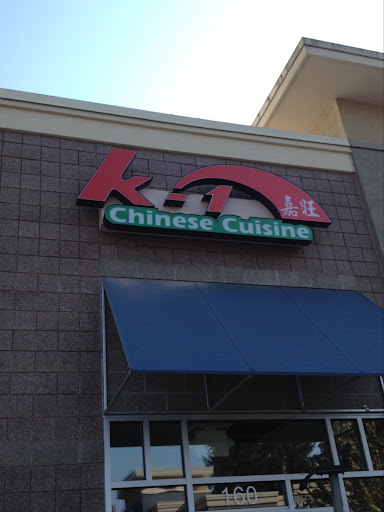 K-1 嘉旺
Chinese Cuisine
160